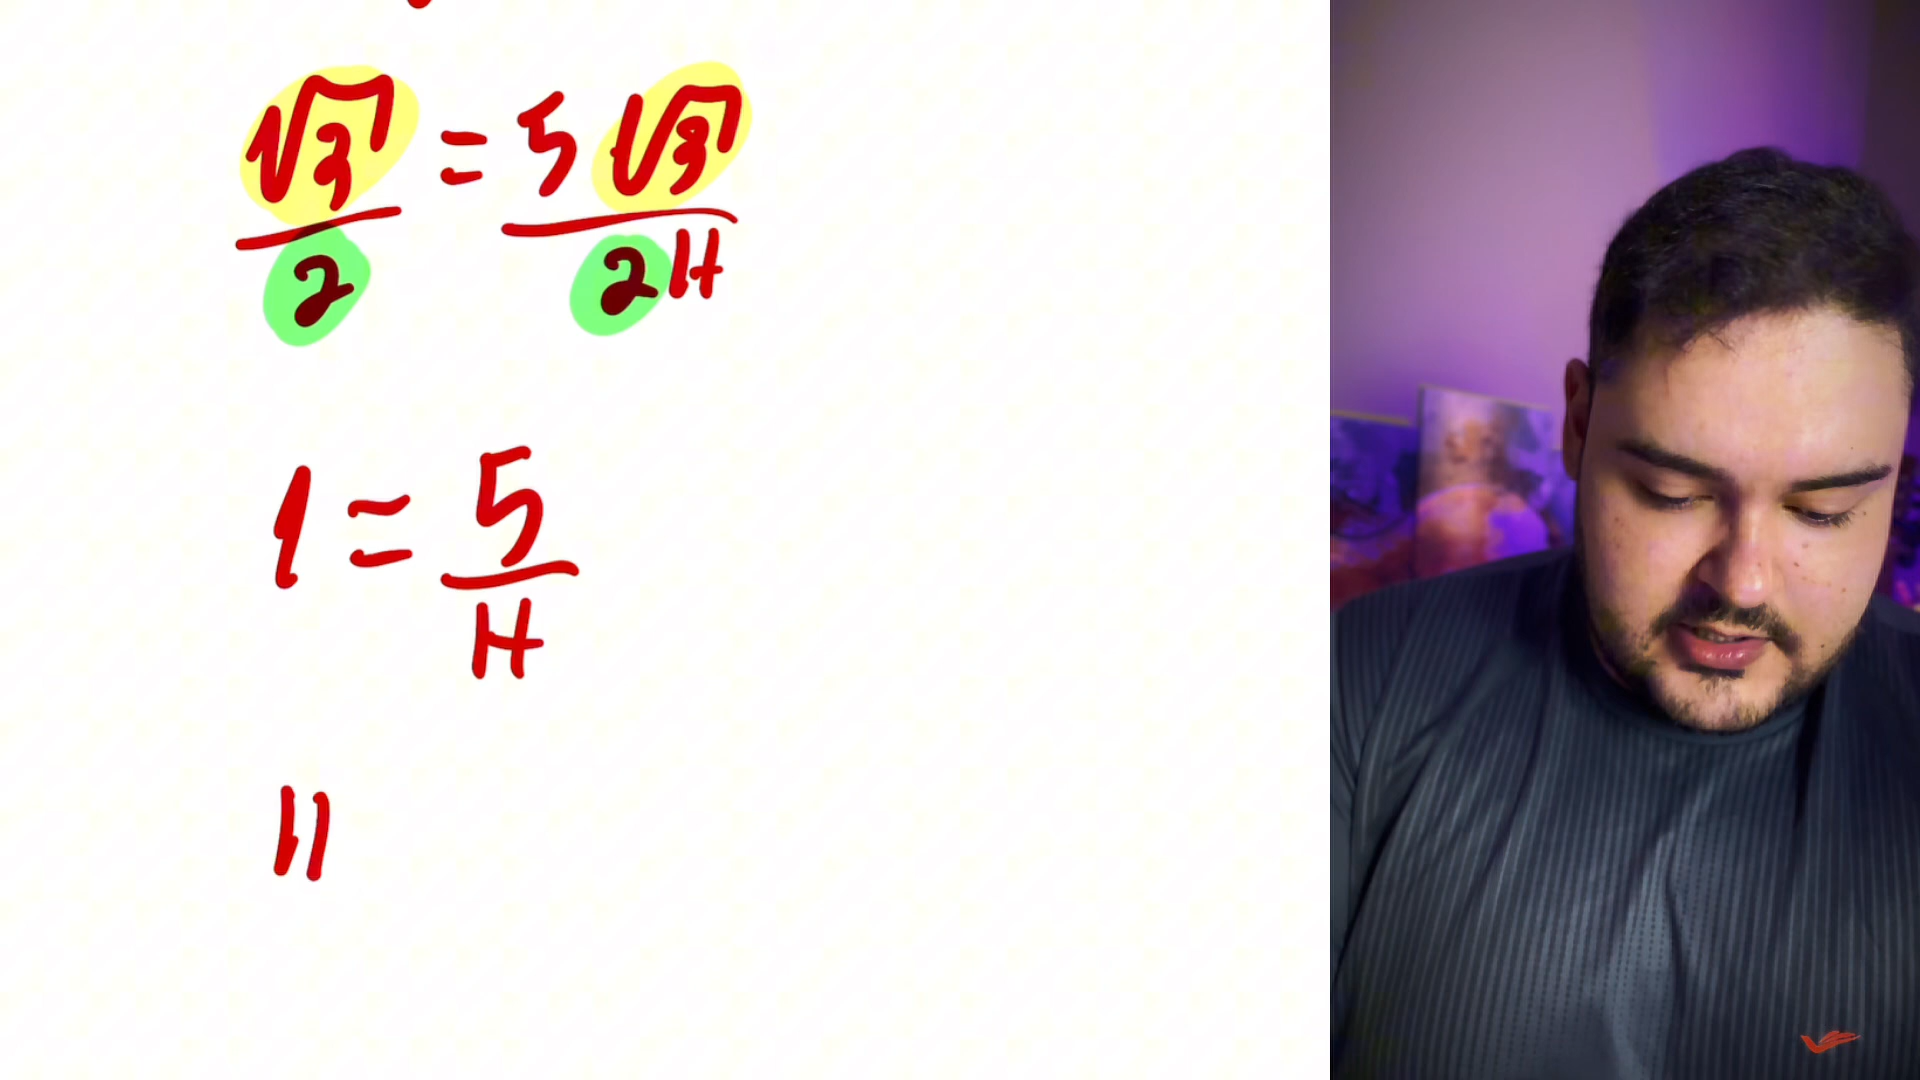 √3/2 = 5√3/2H
1 = 5/H